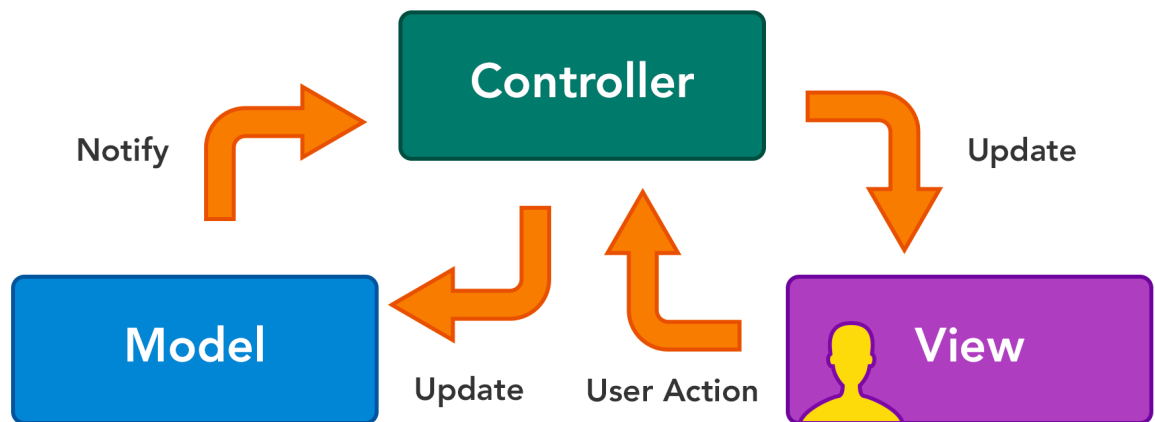 Controller
Notify
Update
Model
View
Update
User Action